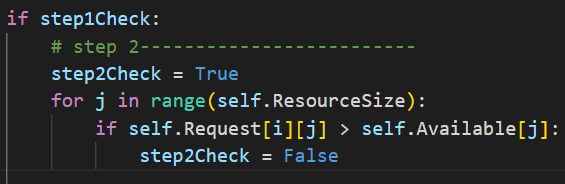 if step1Check:
# step 2-------------------------
step2Check = True
for j in range(self.ResourceSize):
if self.Request[i][j] > self.Available[j]:
step2Check = False